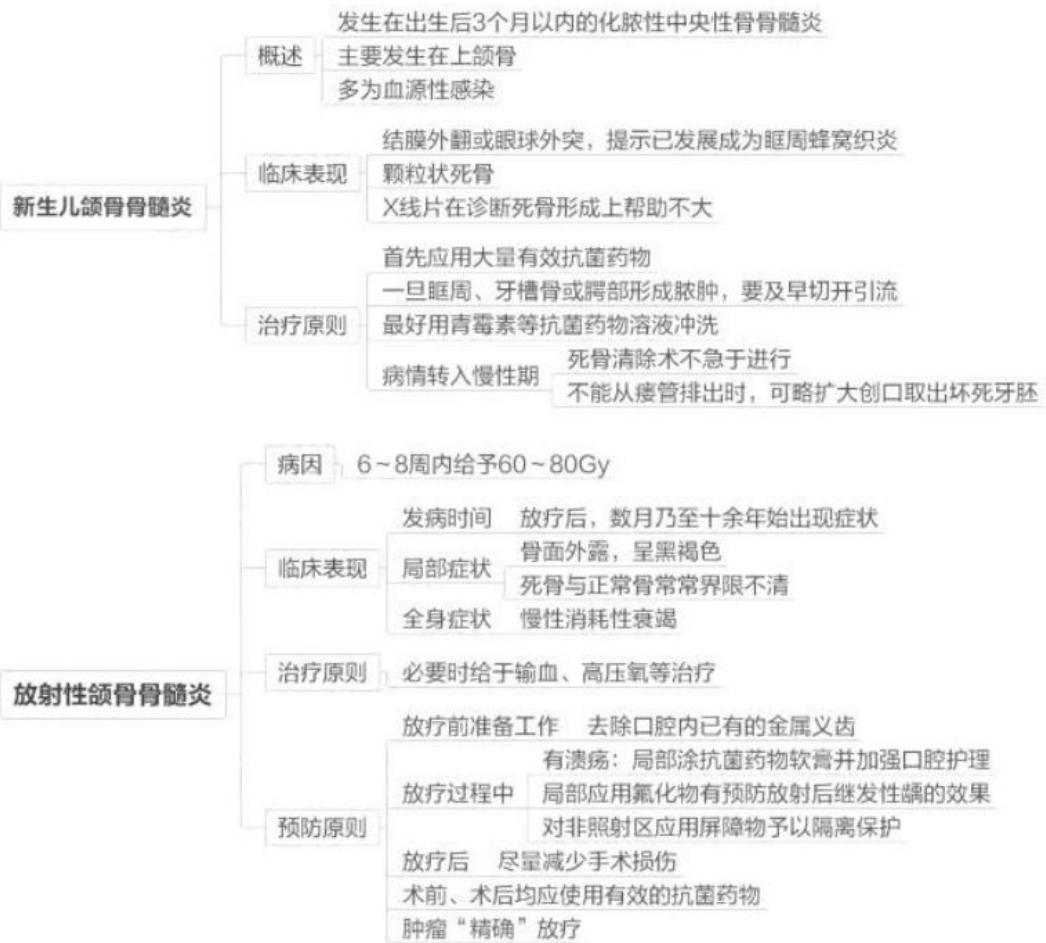 新生儿颌骨骨髓炎
概述
发生在出生后3个月以内的化脓性中央性骨骨髓炎
主要发生在上颌骨
多为血源性感染
临床表现
结膜外翻或眼球外突，提示已发展成为眶周蜂窝织炎
颗粒状死骨
X线片在诊断死骨形成上帮助不大
治疗原则
首先应用大量有效抗菌药物
一旦眶周、牙槽骨或腭部形成脓肿，要及早切开引流
最好用青霉素等抗菌药物溶液冲洗
病情转入慢性期
死骨清除术不急于进行
不能从瘘管排出时，可略扩大创口取出坏死牙胚
放射性颌骨骨髓炎
病因
6~8周内给予60~80Gy
临床表现
发病时间 放疗后，数月乃至十余年始出现症状
局部症状
骨面外露，呈黑褐色
死骨与正常骨常常界限不清
全身症状 慢性消耗性衰竭
治疗原则
必要时给于输血、高压氧等治疗
预防原则
放疗前准备工作 去除口腔内已有的金属义齿
放疗过程中
有溃疡：局部涂抗菌药物软膏并加强口腔护理
局部应用氟化物有预防放射后继发性龋的效果
对非照射区应用屏障物予以隔离保护
放疗后 尽量减少手术损伤
术前、术后均应使用有效的抗菌药物
肿瘤“精确”放疗